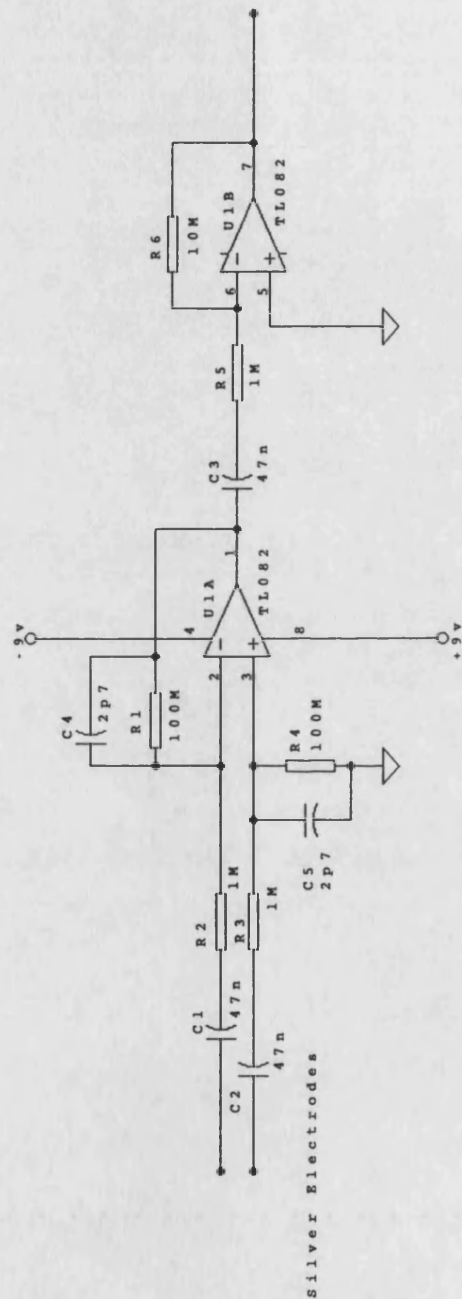 -9v
+9v
Silver Electrodes
C1
47n
C2
47n
R2
1M
R3
1M
C4
2p7
R1
100M
C5
2p7
R4
100M
2
3
4
8
1
U1A
TL082
C3
47n
R5
1M
R6
10M
6
5
7
U1B
TL082